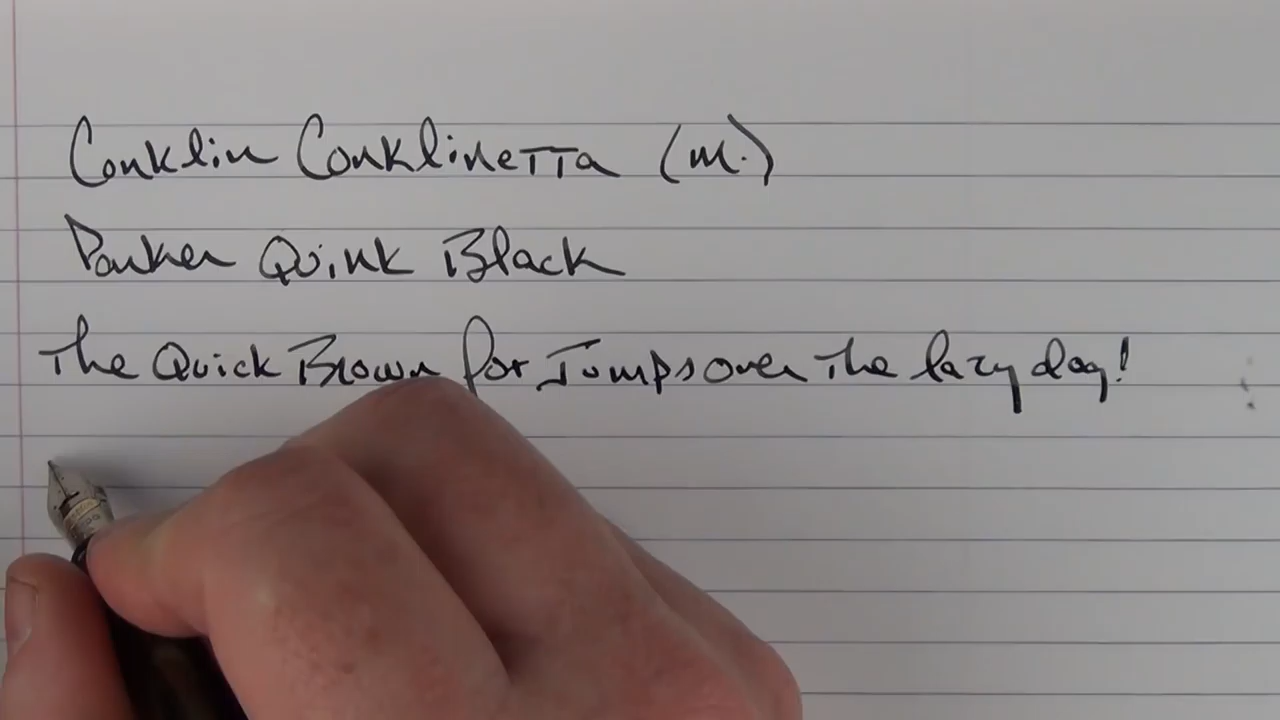 Conklin Conklinetta (m.)
Parker Quink Black
The Quick Brown fox Jumps over The lazy dog!